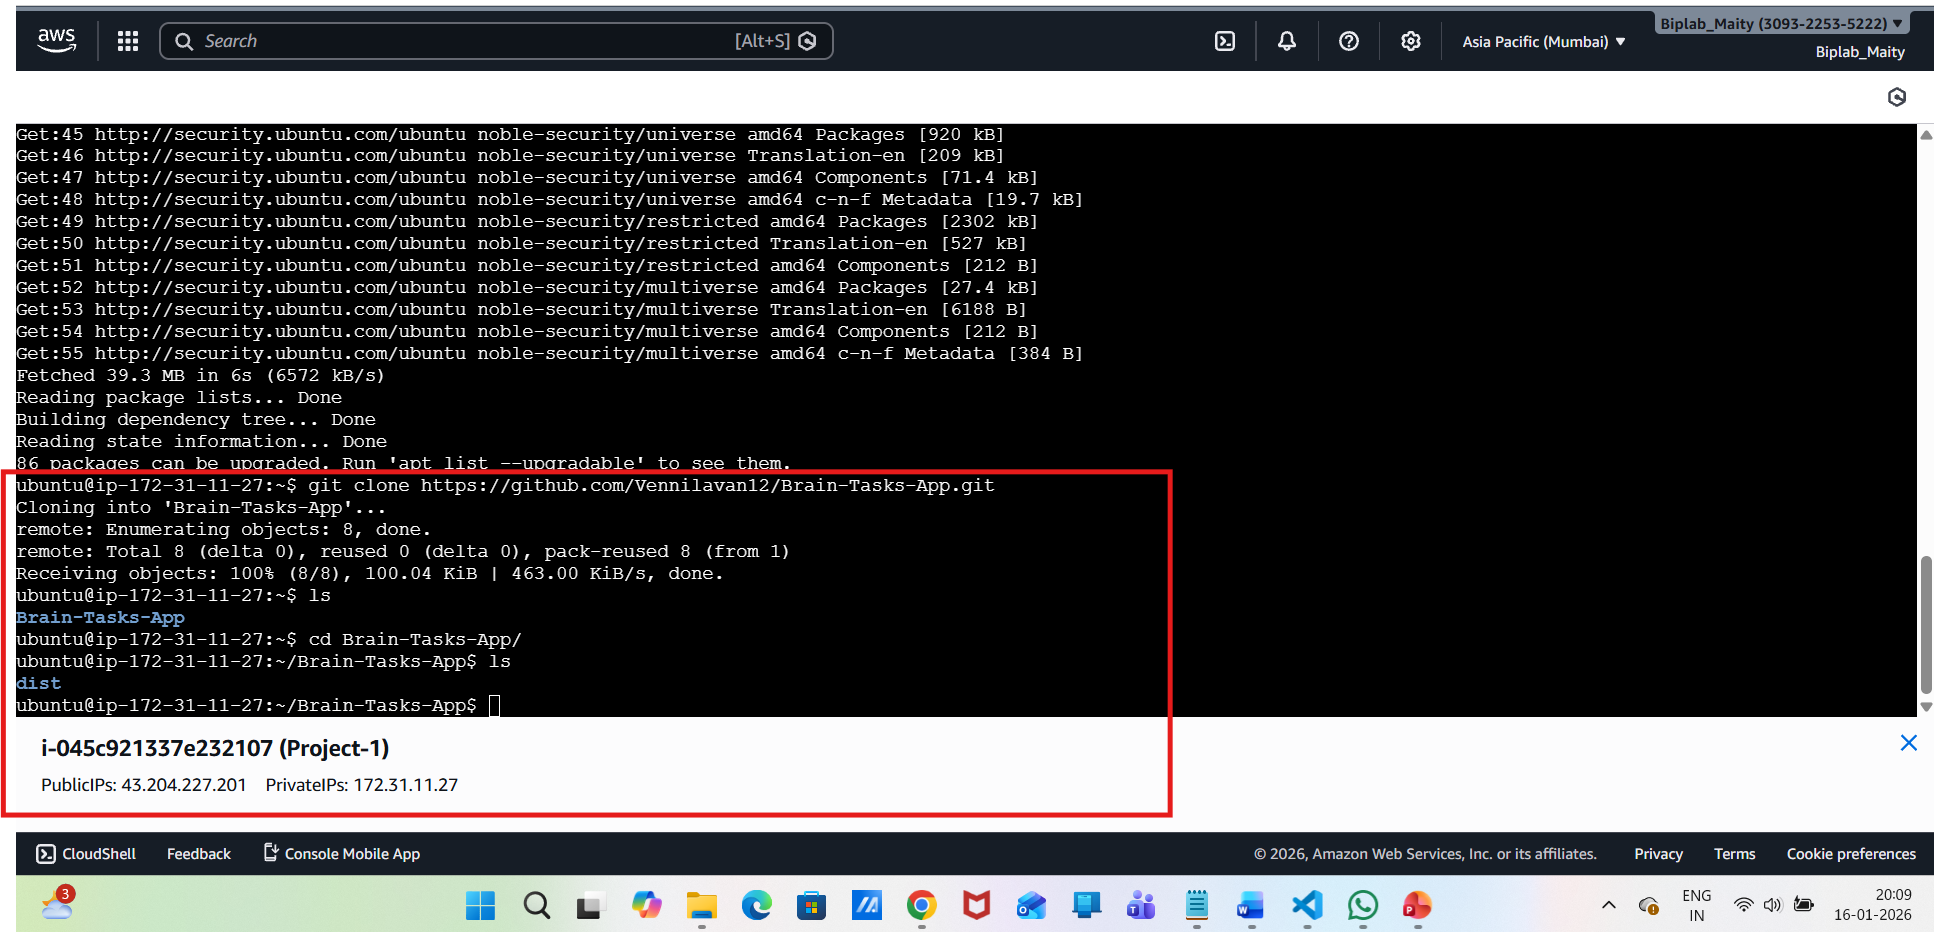 aws
Search
[Alt+S]
Asia Pacific (Mumbai)
Biplab_Maity (3093-2253-5222)
Biplab_Maity
Get:45 http://security.ubuntu.com/ubuntu noble-security/universe amd64 Packages [920 kB]
Get:46 http://security.ubuntu.com/ubuntu noble-security/universe Translation-en [209 kB]
Get:47 http://security.ubuntu.com/ubuntu noble-security/universe amd64 Components [71.4 kB]
Get:48 http://security.ubuntu.com/ubuntu noble-security/universe amd64 c-n-f Metadata [19.7 kB]
Get:49 http://security.ubuntu.com/ubuntu noble-security/restricted amd64 Packages [2302 kB]
Get:50 http://security.ubuntu.com/ubuntu noble-security/restricted Translation-en [527 kB]
Get:51 http://security.ubuntu.com/ubuntu noble-security/restricted amd64 Components [212 B]
Get:52 http://security.ubuntu.com/ubuntu noble-security/multiverse amd64 Packages [27.4 kB]
Get:53 http://security.ubuntu.com/ubuntu noble-security/multiverse Translation-en [6188 B]
Get:54 http://security.ubuntu.com/ubuntu noble-security/multiverse amd64 Components [212 B]
Get:55 http://security.ubuntu.com/ubuntu noble-security/multiverse amd64 c-n-f Metadata [384 B]
Fetched 39.3 MB in 6s (6572 kB/s)
Reading package lists... Done
Building dependency tree... Done
Reading state information... Done
86 packages can be upgraded. Run 'apt list --upgradable' to see them.
ubuntu@ip-172-31-11-27:~$ git clone https://github.com/Vennilavan12/Brain-Tasks-App.git
Cloning into 'Brain-Tasks-App'...
remote: Enumerating objects: 8, done.
remote: Total 8 (delta 0), reused 0 (delta 0), pack-reused 8 (from 1)
Receiving objects: 100% (8/8), 100.04 KiB | 463.00 KiB/s, done.
ubuntu@ip-172-31-11-27:~$ ls
Brain-Tasks-App
ubuntu@ip-172-31-11-27:~$ cd Brain-Tasks-App/
ubuntu@ip-172-31-11-27:~/Brain-Tasks-App$ ls
dist
ubuntu@ip-172-31-11-27:~/Brain-Tasks-App$
i-045c921337e232107 (Project-1)
PublicIPs: 43.204.227.201 PrivateIPs: 172.31.11.27
CloudShell Feedback Console Mobile App © 2026, Amazon Web Services, Inc. or its affiliates. Privacy Terms Cookie preferences
3
ENG
IN
20:09
16-01-2026